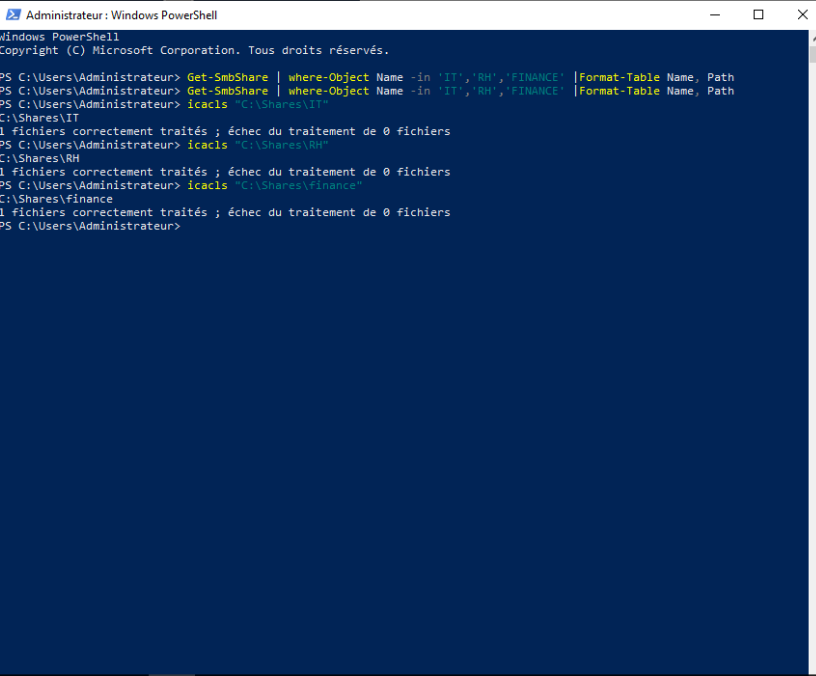 Administrateur : Windows PowerShell
Windows PowerShell
Copyright (C) Microsoft Corporation. Tous droits réservés.
PS C:\Users\Administrateur> Get-SmbShare | where-Object Name -in 'IT','RH','FINANCE' |Format-Table Name, Path
PS C:\Users\Administrateur> Get-SmbShare | where-Object Name -in 'IT','RH','FINANCE' |Format-Table Name, Path
PS C:\Users\Administrateur> icacls "C:\Shares\IT"
C:\Shares\IT
1 fichiers correctement traités ; échec du traitement de 0 fichiers
PS C:\Users\Administrateur> icacls "C:\Shares\RH"
C:\Shares\RH
1 fichiers correctement traités ; échec du traitement de 0 fichiers
PS C:\Users\Administrateur> icacls "C:\Shares\finance"
C:\Shares\finance
1 fichiers correctement traités ; échec du traitement de 0 fichiers
PS C:\Users\Administrateur>